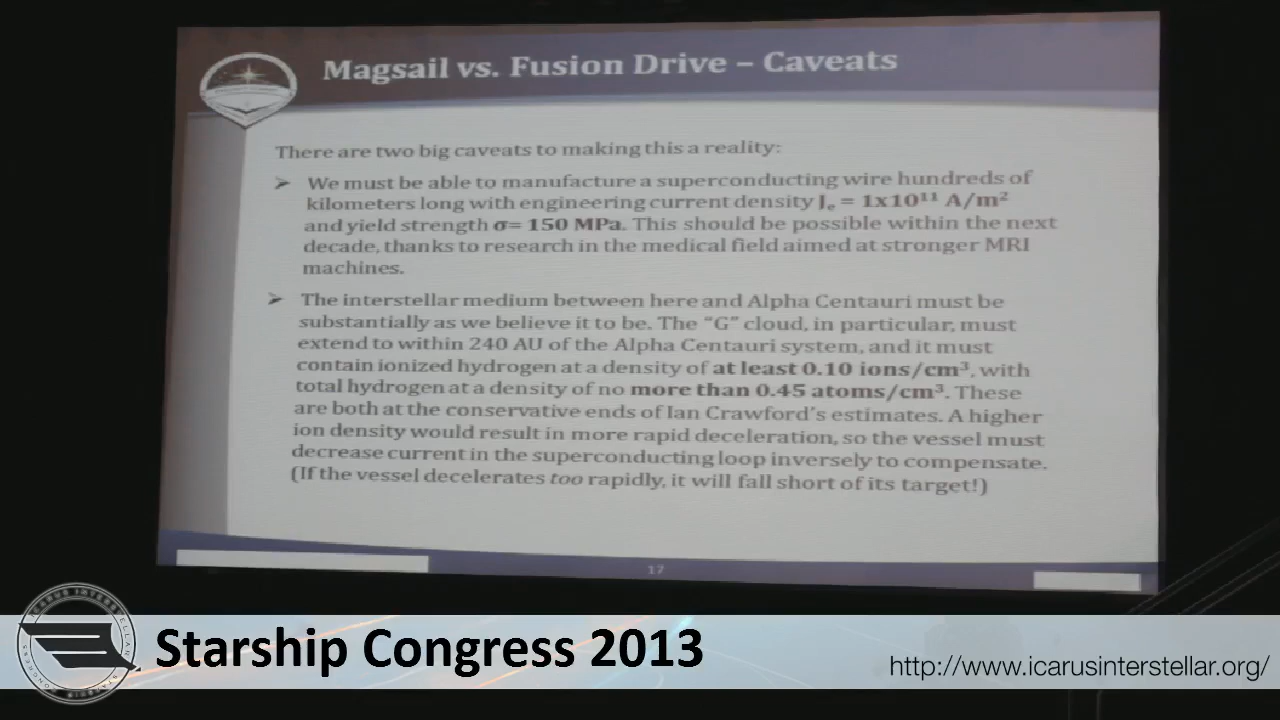 Magsail vs. Fusion Drive – Caveats
There are two big caveats to making this a reality:
➢ We must be able to manufacture a superconducting wire hundreds of
kilometers long with engineering current density Jₑ = 1x10¹¹ A/m²
and yield strength σ= 150 MPa. This should be possible within the next
decade, thanks to research in the medical field aimed at stronger MRI
machines.
➢ The interstellar medium between here and Alpha Centauri must be
substantially as we believe it to be. The “G” cloud, in particular, must
extend to within 240 AU of the Alpha Centauri system, and it must
contain ionized hydrogen at a density of at least 0.10 ions/cm³, with
total hydrogen at a density of no more than 0.45 atoms/cm³. These
are both at the conservative ends of Ian Crawford’s estimates. A higher
ion density would result in more rapid deceleration, so the vessel must
decrease current in the superconducting loop inversely to compensate.
(If the vessel decelerates too rapidly, it will fall short of its target!)
17
ICARUS INTERSTELLAR
STARSHIP CONGRESS
Starship Congress 2013
http://www.icarusinterstellar.org/